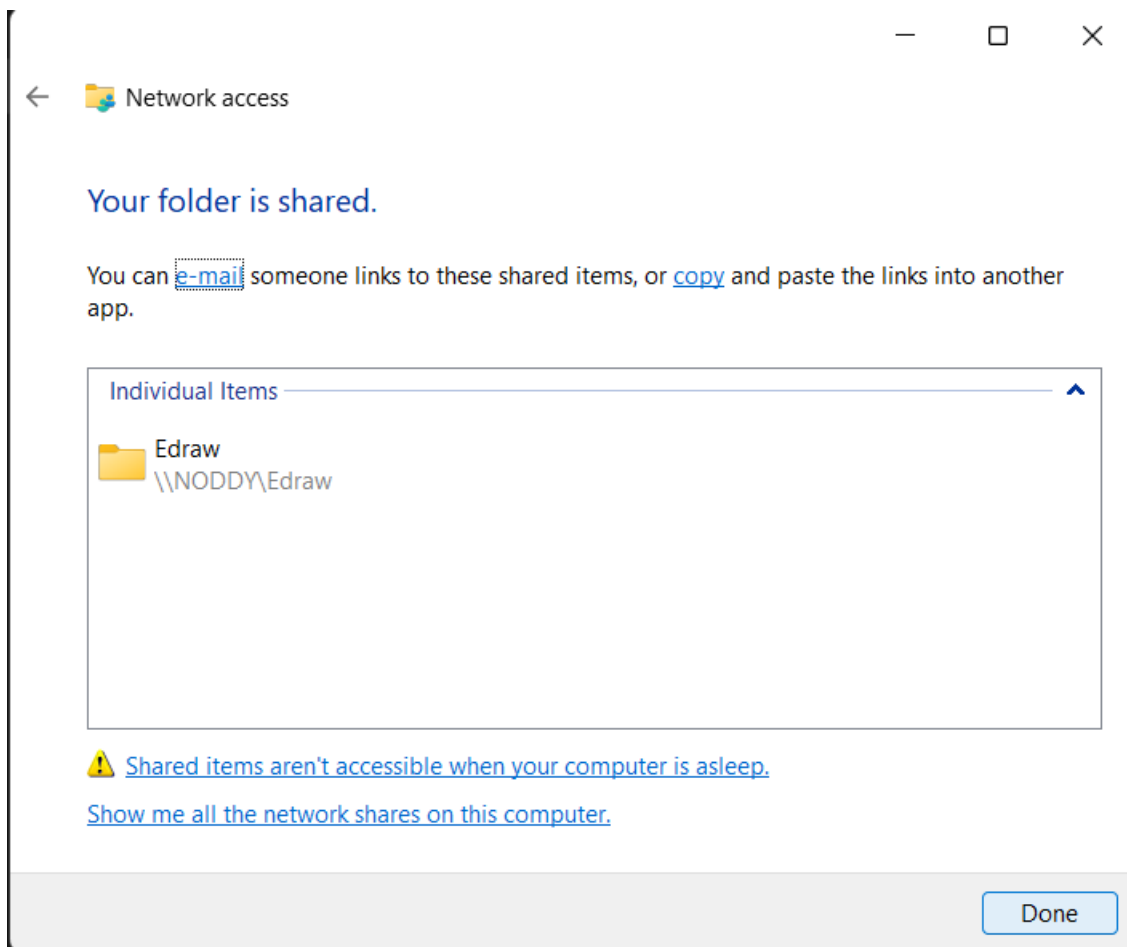 Network access
Your folder is shared.
You can e-mail someone links to these shared items, or copy and paste the links into another
app.
Individual Items
Edraw
\\NODDY\Edraw
Shared items aren't accessible when your computer is asleep.
Show me all the network shares on this computer.
Done